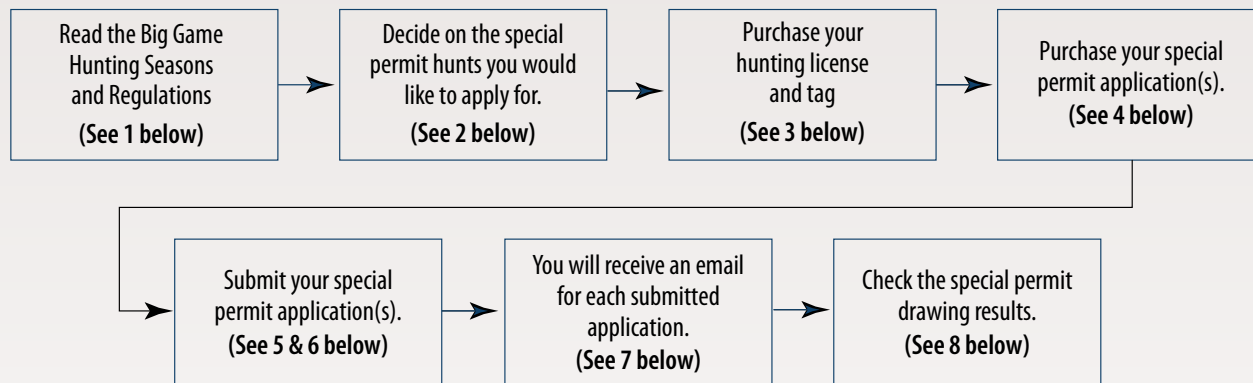 Read the Big Game
Hunting Seasons
and Regulations
(See 1 below)
Decide on the special
permit hunts you would
like to apply for.
(See 2 below)
Purchase your
hunting license
and tag
(See 3 below)
Purchase your special
permit application(s).
(See 4 below)
Submit your special
permit application(s).
(See 5 & 6 below)
You will receive an email
for each submitted
application.
(See 7 below)
Check the special permit
drawing results.
(See 8 below)